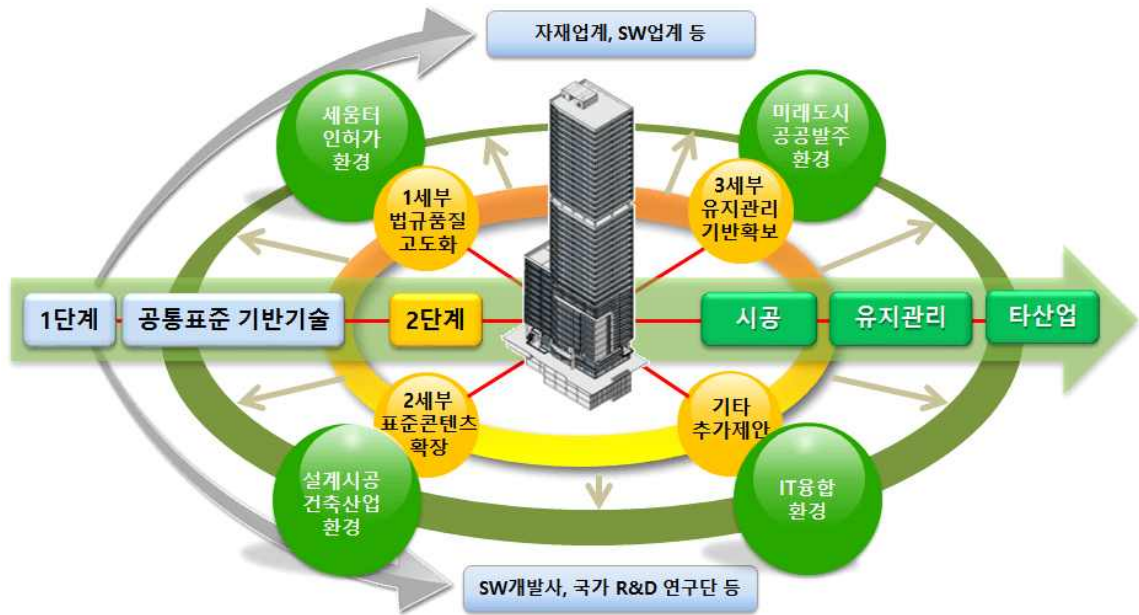 자재업계, SW업계 등
세움터
인허가
환경
미래도시
공공발주
환경
1세부
법규품질
고도화
3세부
유지관리
기반확보
1단계
공통표준 기반기술
2단계
시공
유지관리
타산업
2세부
표준콘텐츠
확장
기타
추가제안
설계시공
건축산업
환경
IT융합
환경
SW개발사, 국가 R&D 연구단 등